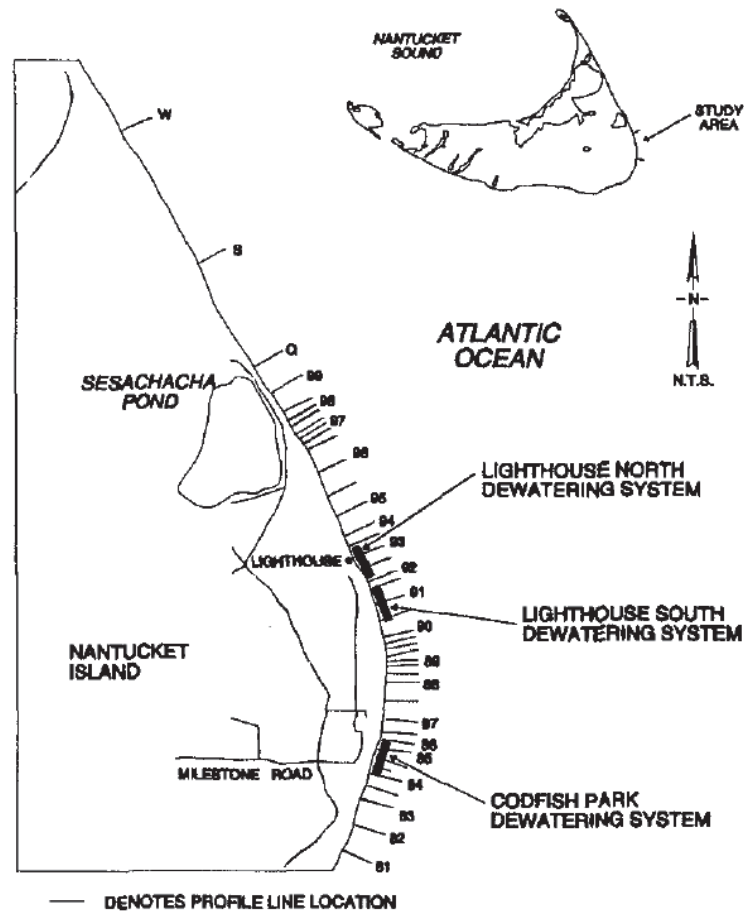 NANTUCKET
SOUND
STUDY
AREA
W
S
-N-
N.T.S.
ATLANTIC
OCEAN
Q
99
SESACHACHA
POND
98
97
96
LIGHTHOUSE NORTH
DEWATERING SYSTEM
95
94
93
LIGHTHOUSE
92
91
LIGHTHOUSE SOUTH
DEWATERING SYSTEM
90
NANTUCKET
ISLAND
89
88
87
86
85
MILESTONE ROAD
84
CODFISH PARK
DEWATERING SYSTEM
83
82
81
DENOTES PROFILE LINE LOCATION